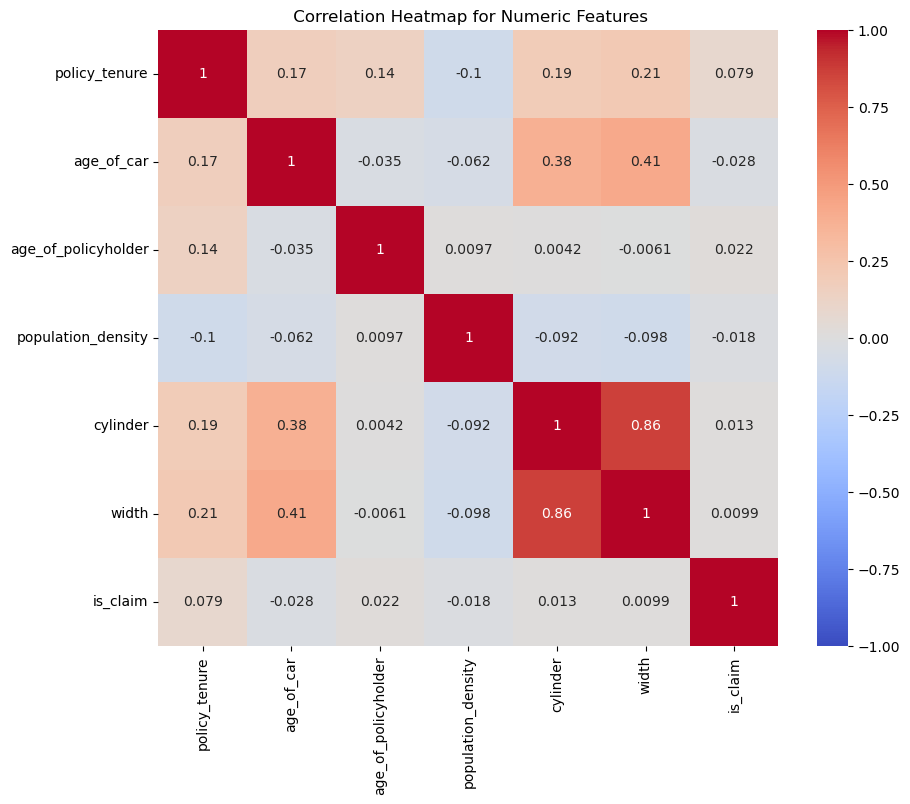 Correlation Heatmap for Numeric Features
policy_tenure 1 0.17 0.14 -0.1 0.19 0.21 0.079
age_of_car 0.17 1 -0.035 -0.062 0.38 0.41 -0.028
age_of_policyholder 0.14 -0.035 1 0.0097 0.0042 -0.0061 0.022
population_density -0.1 -0.062 0.0097 1 -0.092 -0.098 -0.018
cylinder 0.19 0.38 0.0042 -0.092 1 0.86 0.013
width 0.21 0.41 -0.0061 -0.098 0.86 1 0.0099
is_claim 0.079 -0.028 0.022 -0.018 0.013 0.0099 1
policy_tenure
age_of_car
age_of_policyholder
population_density
cylinder
width
is_claim
1.00
0.75
0.50
0.25
0.00
−0.25
−0.50
−0.75
−1.00